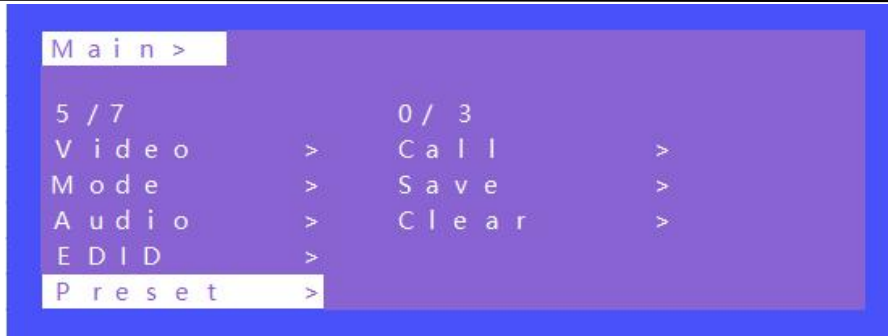 Main>
5/7 0/ 3
Video > Call >
Mode > Save >
Audio > Clear >
EDID >
Preset >